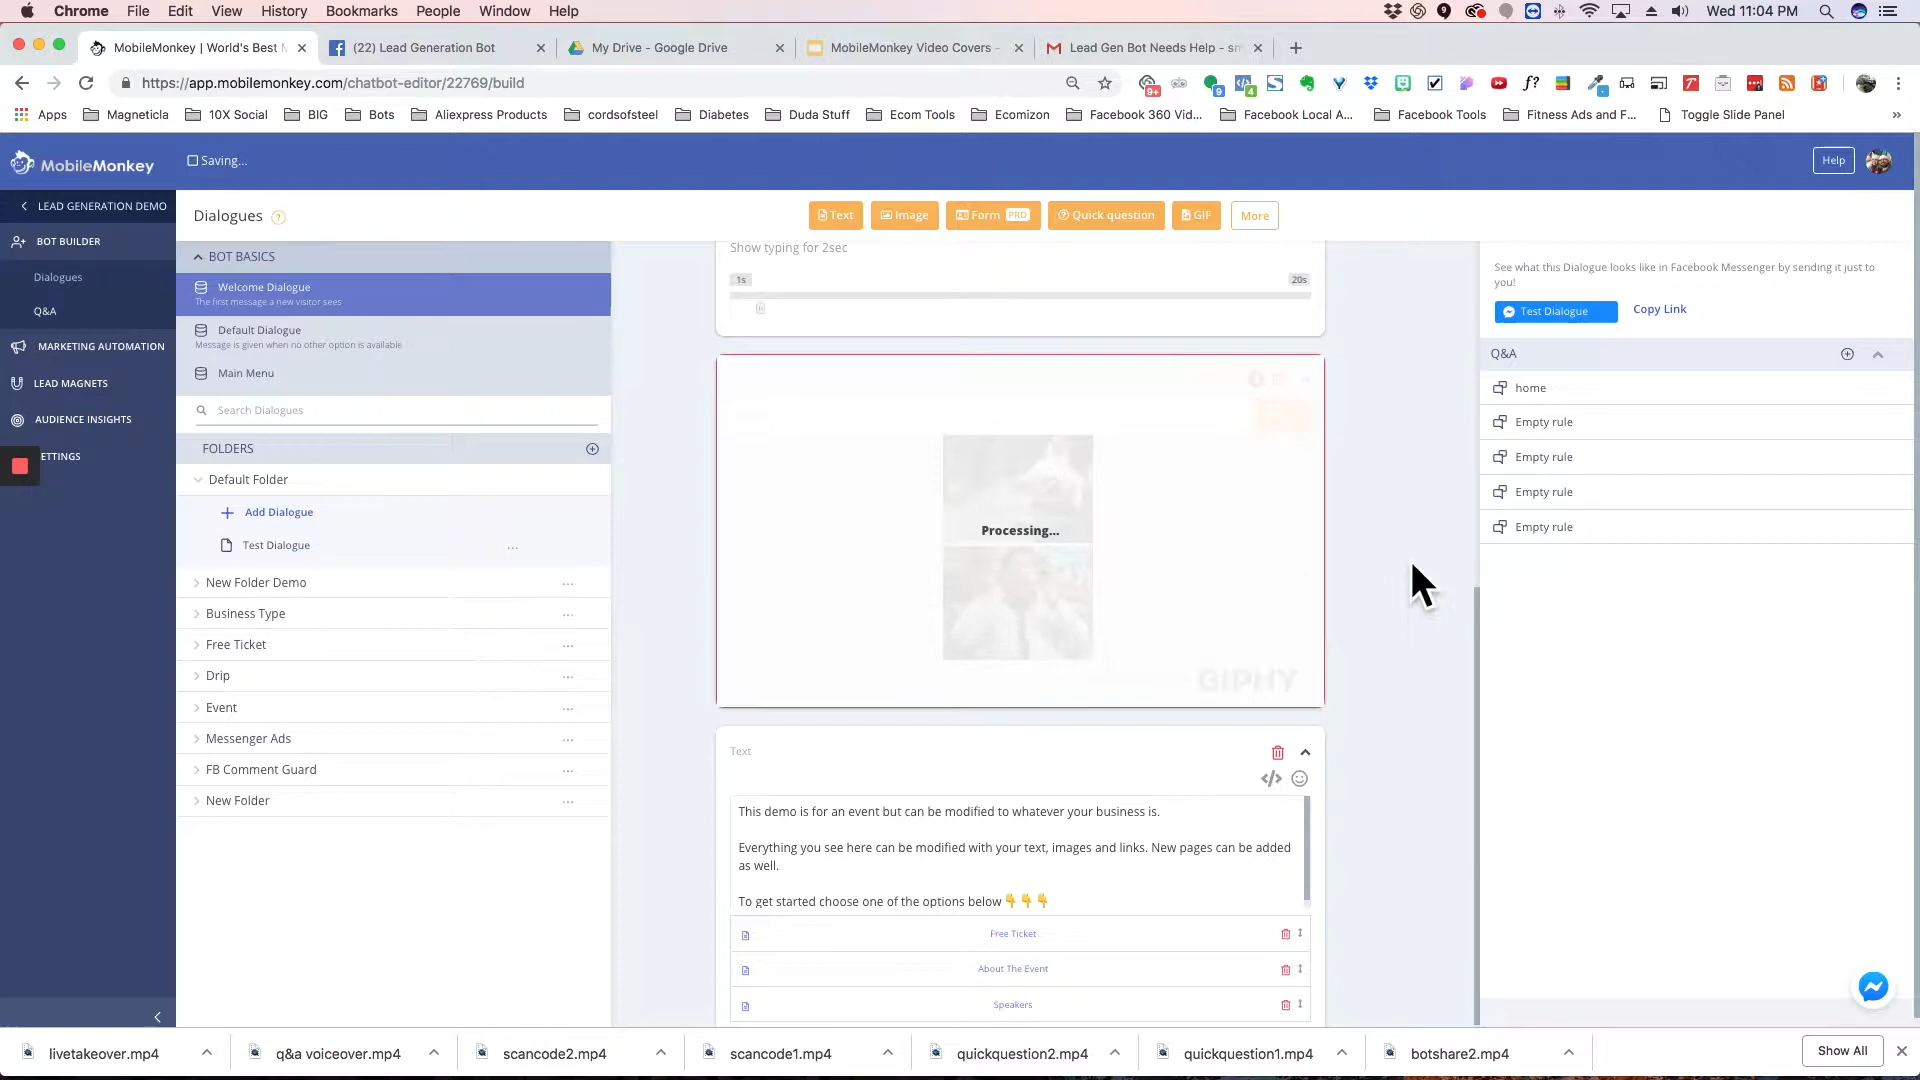 Chrome File Edit View History Bookmarks People Window Help
Wed 11:04 PM
MobileMonkey | World's Best M
(22) Lead Generation Bot
My Drive - Google Drive
MobileMonkey Video Covers -
Lead Gen Bot Needs Help - sm
https://app.mobilemonkey.com/chatbot-editor/22769/build
9+ 9 4 f?
Apps Magneticla 10X Social BIG Bots Aliexpress Products cordsofsteel Diabetes Duda Stuff Ecom Tools Ecomizon Facebook 360 Vid... Facebook Local A... Facebook Tools Fitness Ads and F... Toggle Slide Panel »
MobileMonkey
Saving...
Help
LEAD GENERATION DEMO
BOT BUILDER
Dialogues
Q&A
MARKETING AUTOMATION
LEAD MAGNETS
AUDIENCE INSIGHTS
ETTINGS
Dialogues ?
Text Image Form PRO Quick question GIF More
BOT BASICS
Welcome Dialogue
The first message a new visitor sees
Default Dialogue
Message is given when no other option is available
Main Menu
Search Dialogues
FOLDERS
Default Folder
Add Dialogue
Test Dialogue ...
New Folder Demo ...
Business Type ...
Free Ticket ...
Drip ...
Event ...
Messenger Ads ...
FB Comment Guard ...
New Folder ...
Show typing for 2sec
1s 20s
Processing...
GIPHY
Text
This demo is for an event but can be modified to whatever your business is.
Everything you see here can be modified with your text, images and links. New pages can be added
as well.
To get started choose one of the options below 👇 👇 👇
Free Ticket
About The Event
Speakers
See what this Dialogue looks like in Facebook Messenger by sending it just to
you!
Test Dialogue Copy Link
Q&A
home
Empty rule
Empty rule
Empty rule
Empty rule
livetakeover.mp4
q&a voiceover.mp4
scancode2.mp4
scancode1.mp4
quickquestion2.mp4
quickquestion1.mp4
botshare2.mp4
Show All